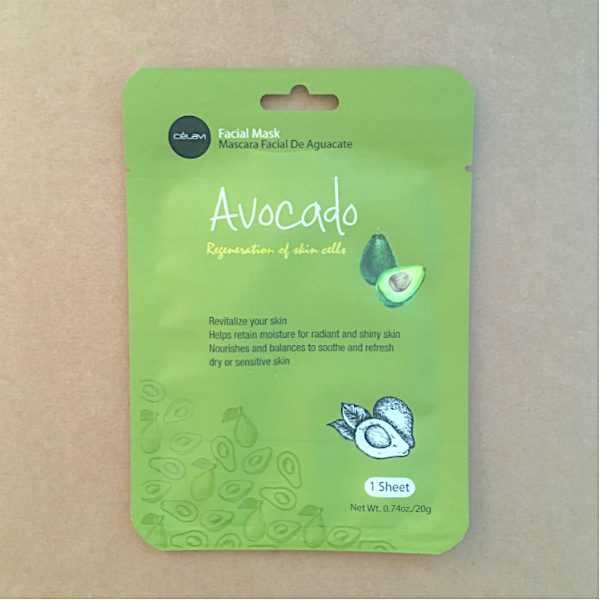 CÉLAVI
Facial Mask
Mascara Facial De Aguacate
Avocado
Regeneration of skin cells
Revitalize your skin
Helps retain moisture for radiant and shiny skin
Nourishes and balances to soothe and refresh
dry or sensitive skin
1 Sheet
Net Wt. 0.74oz./20g